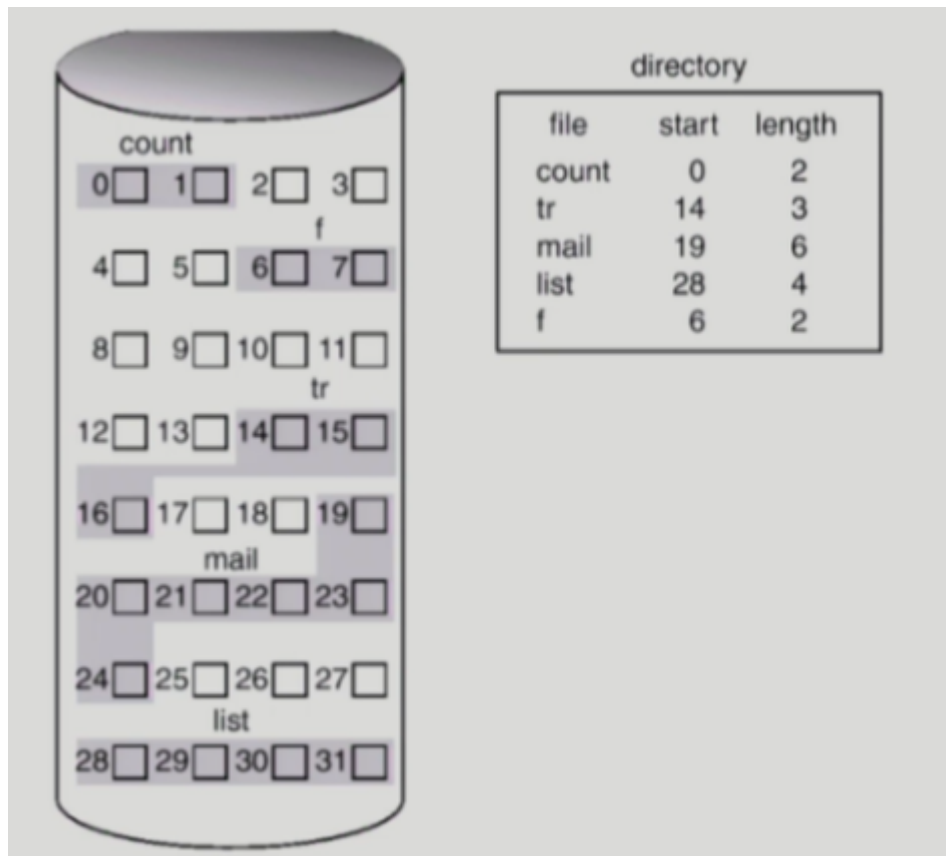 count
0 1 2 3
f
4 5 6 7
8 9 10 11
tr
12 13 14 15
16 17 18 19
mail
20 21 22 23
24 25 26 27
list
28 29 30 31
directory
file start length
count 0 2
tr 14 3
mail 19 6
list 28 4
f 6 2